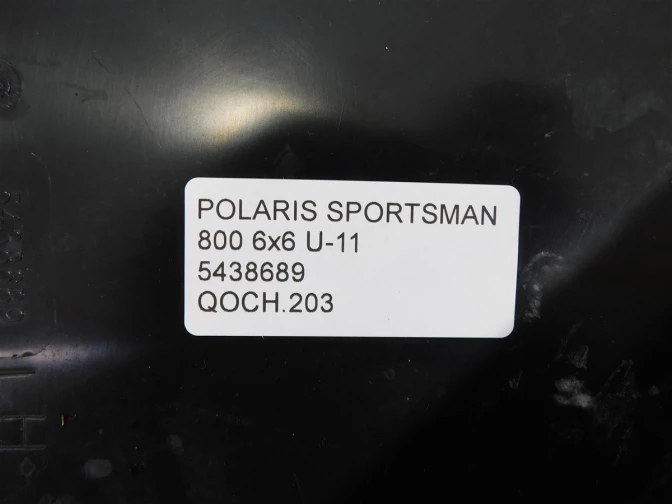 POLARIS SPORTSMAN
800 6x6 U-11
5438689
QOCH.203